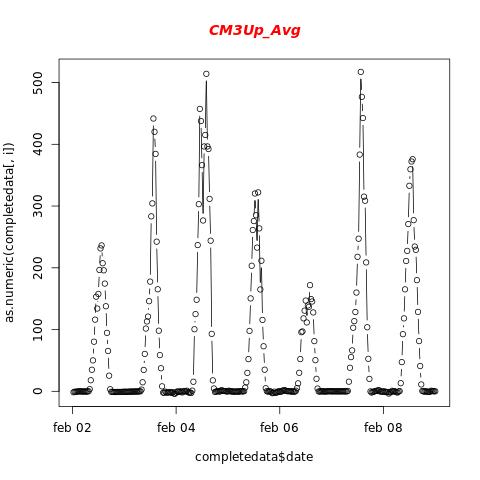 CM3Up_Avg
as.numeric(completedata[, i])
500
400
300
200
100
0
feb 02
feb 04
feb 06
feb 08
completedata$date